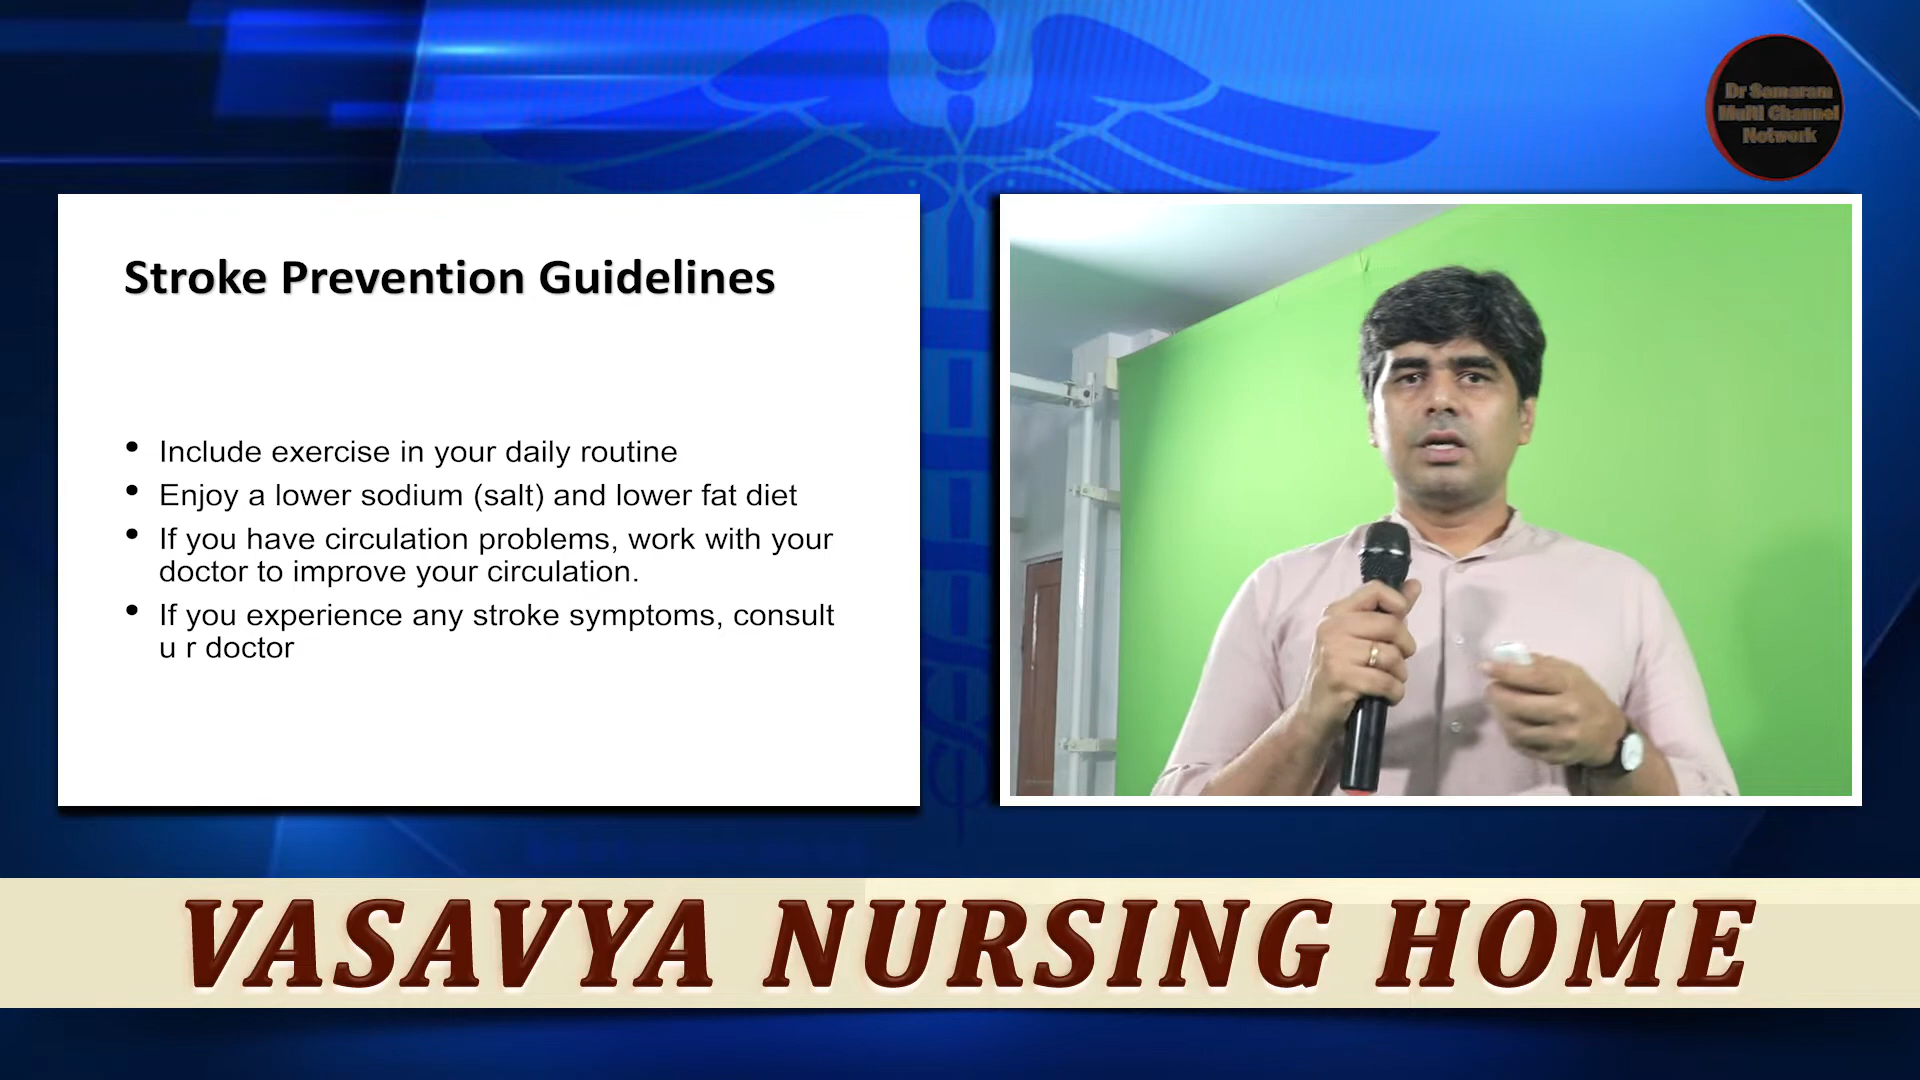 Dr Samaram
Multi Channel
Network
Stroke Prevention Guidelines
• Include exercise in your daily routine
• Enjoy a lower sodium (salt) and lower fat diet
• If you have circulation problems, work with your
doctor to improve your circulation.
• If you experience any stroke symptoms, consult
u r doctor
VASAVYA NURSING HOME